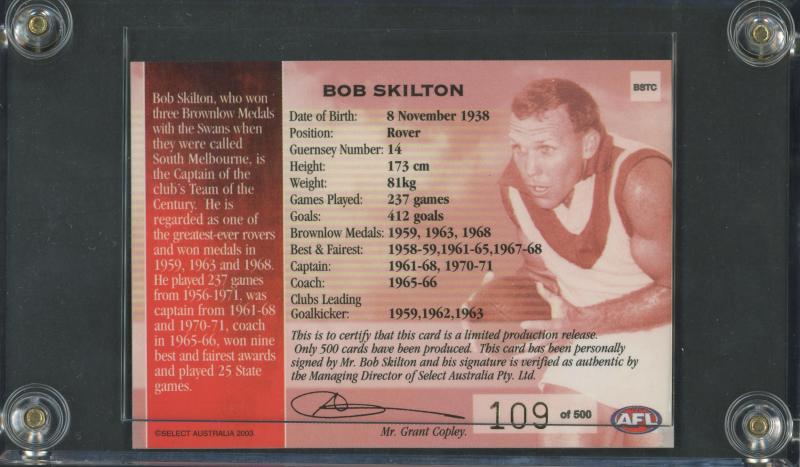 BOB SKILTON
BSTC
Bob Skilton, who won
three Brownlow Medals
with the Swans when
they were called
South Melbourne, is
the Captain of the
club's Team of the
Century. He is
regarded as one of
the greatest-ever rovers
and won medals in
1959, 1963 and 1968.
He played 237 games
from 1956-1971, was
captain from 1961-68
and 1970-71, coach
in 1965-66, won nine
best and fairest awards
and played 25 State
games.
©SELECT AUSTRALIA 2003
Date of Birth: 8 November 1938
Position: Rover
Guernsey Number: 14
Height: 173 cm
Weight: 81kg
Games Played: 237 games
Goals: 412 goals
Brownlow Medals: 1959, 1963, 1968
Best & Fairest: 1958-59,1961-65,1967-68
Captain: 1961-68, 1970-71
Coach: 1965-66
Clubs Leading
Goalkicker: 1959,1962,1963
This is to certify that this card is a limited production release.
Only 500 cards have been produced. This card has been personally
signed by Mr. Bob Skilton and his signature is verified as authentic by
the Managing Director of Select Australia Pty. Ltd.
109 of 500
AFL
Mr. Grant Copley.